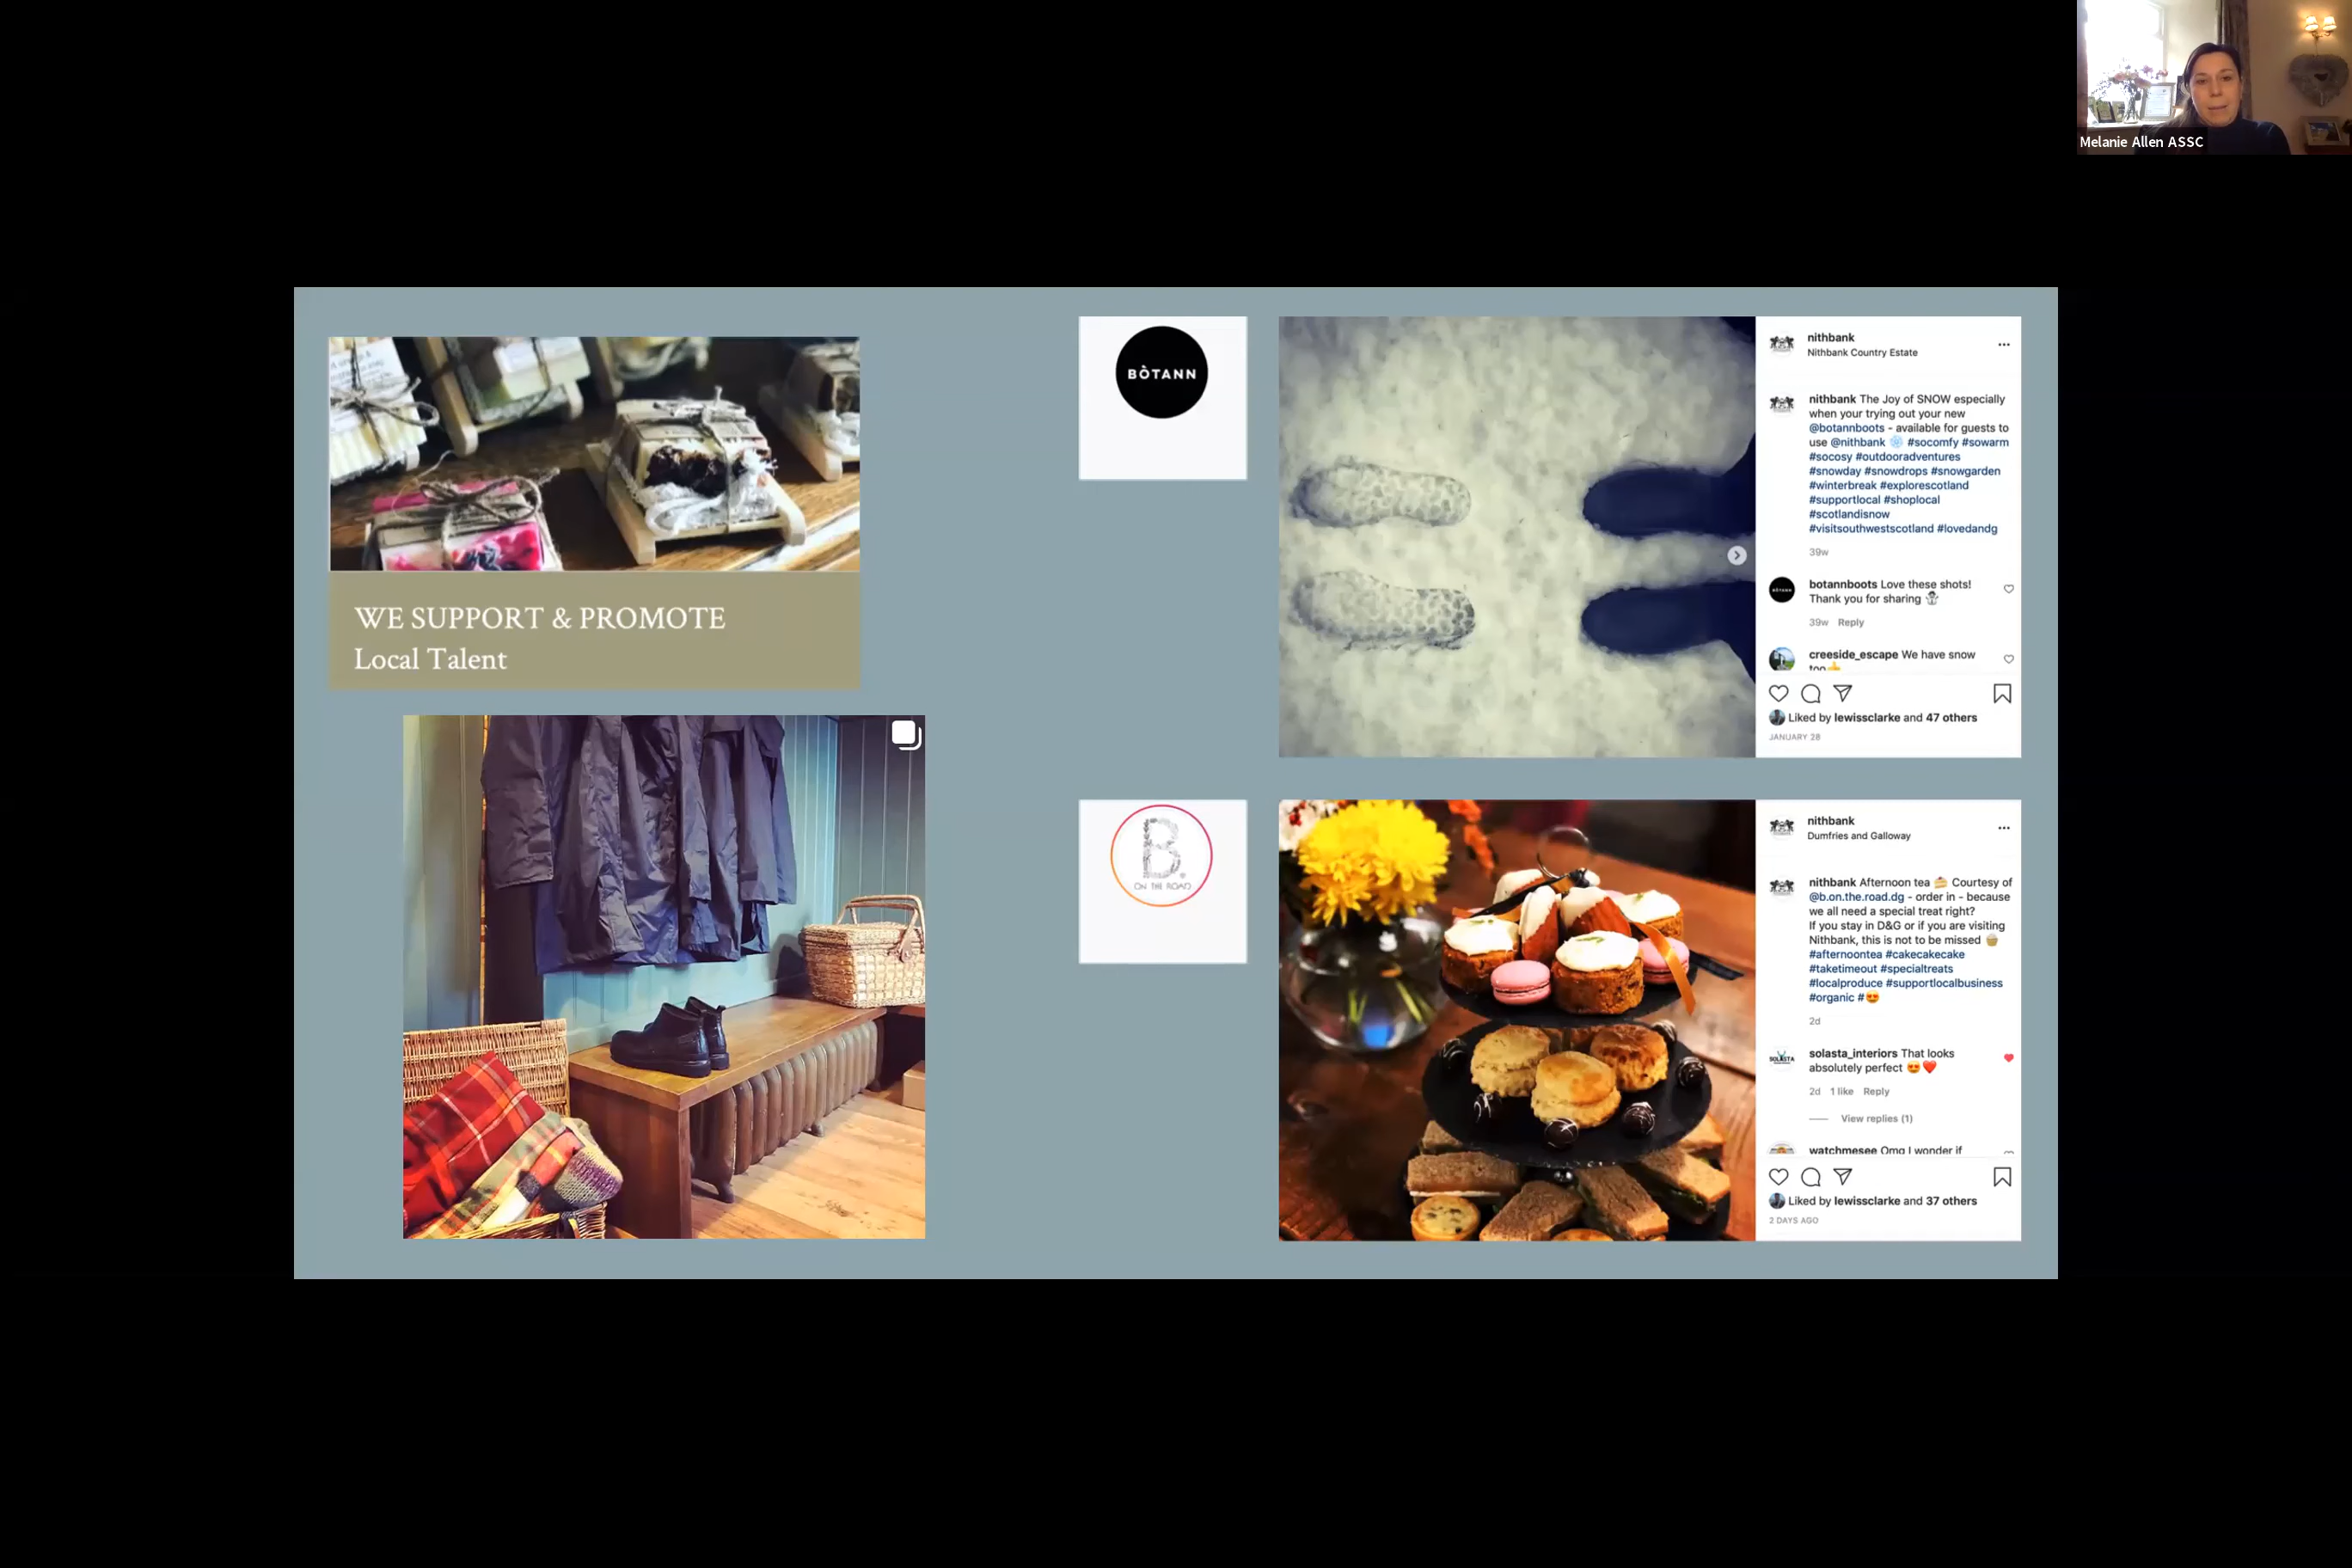 Melanie Allen ASSC
WE SUPPORT & PROMOTE
Local Talent
BÒTANN
nithbank
Nithbank Country Estate
nithbank The Joy of SNOW especially
when your trying out your new
@botannboots - available for guests to
use @nithbank ❄️ #socomfy #sowarm
#socosy #outdooradventures
#snowday #snowdrops #snowgarden
#winterbreak #explorescotland
#supportlocal #shoplocal
#scotlandisnow
#visitsouthwestscotland #lovedandg
39w
botannboots Love these shots!
Thank you for sharing ⛄
39w Reply
creeside_escape We have snow
too👍
Liked by lewissclarke and 47 others
JANUARY 28
B.
ON THE ROAD
nithbank
Dumfries and Galloway
nithbank Afternoon tea 🍰 Courtesy of
@b.on.the.road.dg - order in - because
we all need a special treat right?
If you stay in D&G or if you are visiting
Nithbank, this is not to be missed 🧁
#afternoontea #cakecakecake
#taketimeout #specialtreats
#localproduce #supportlocalbusiness
#organic #😍
2d
solasta_interiors That looks
absolutely perfect 😍❤️
2d 1 like Reply
View replies (1)
watchmesee Omg I wonder if
Liked by lewissclarke and 37 others
2 DAYS AGO